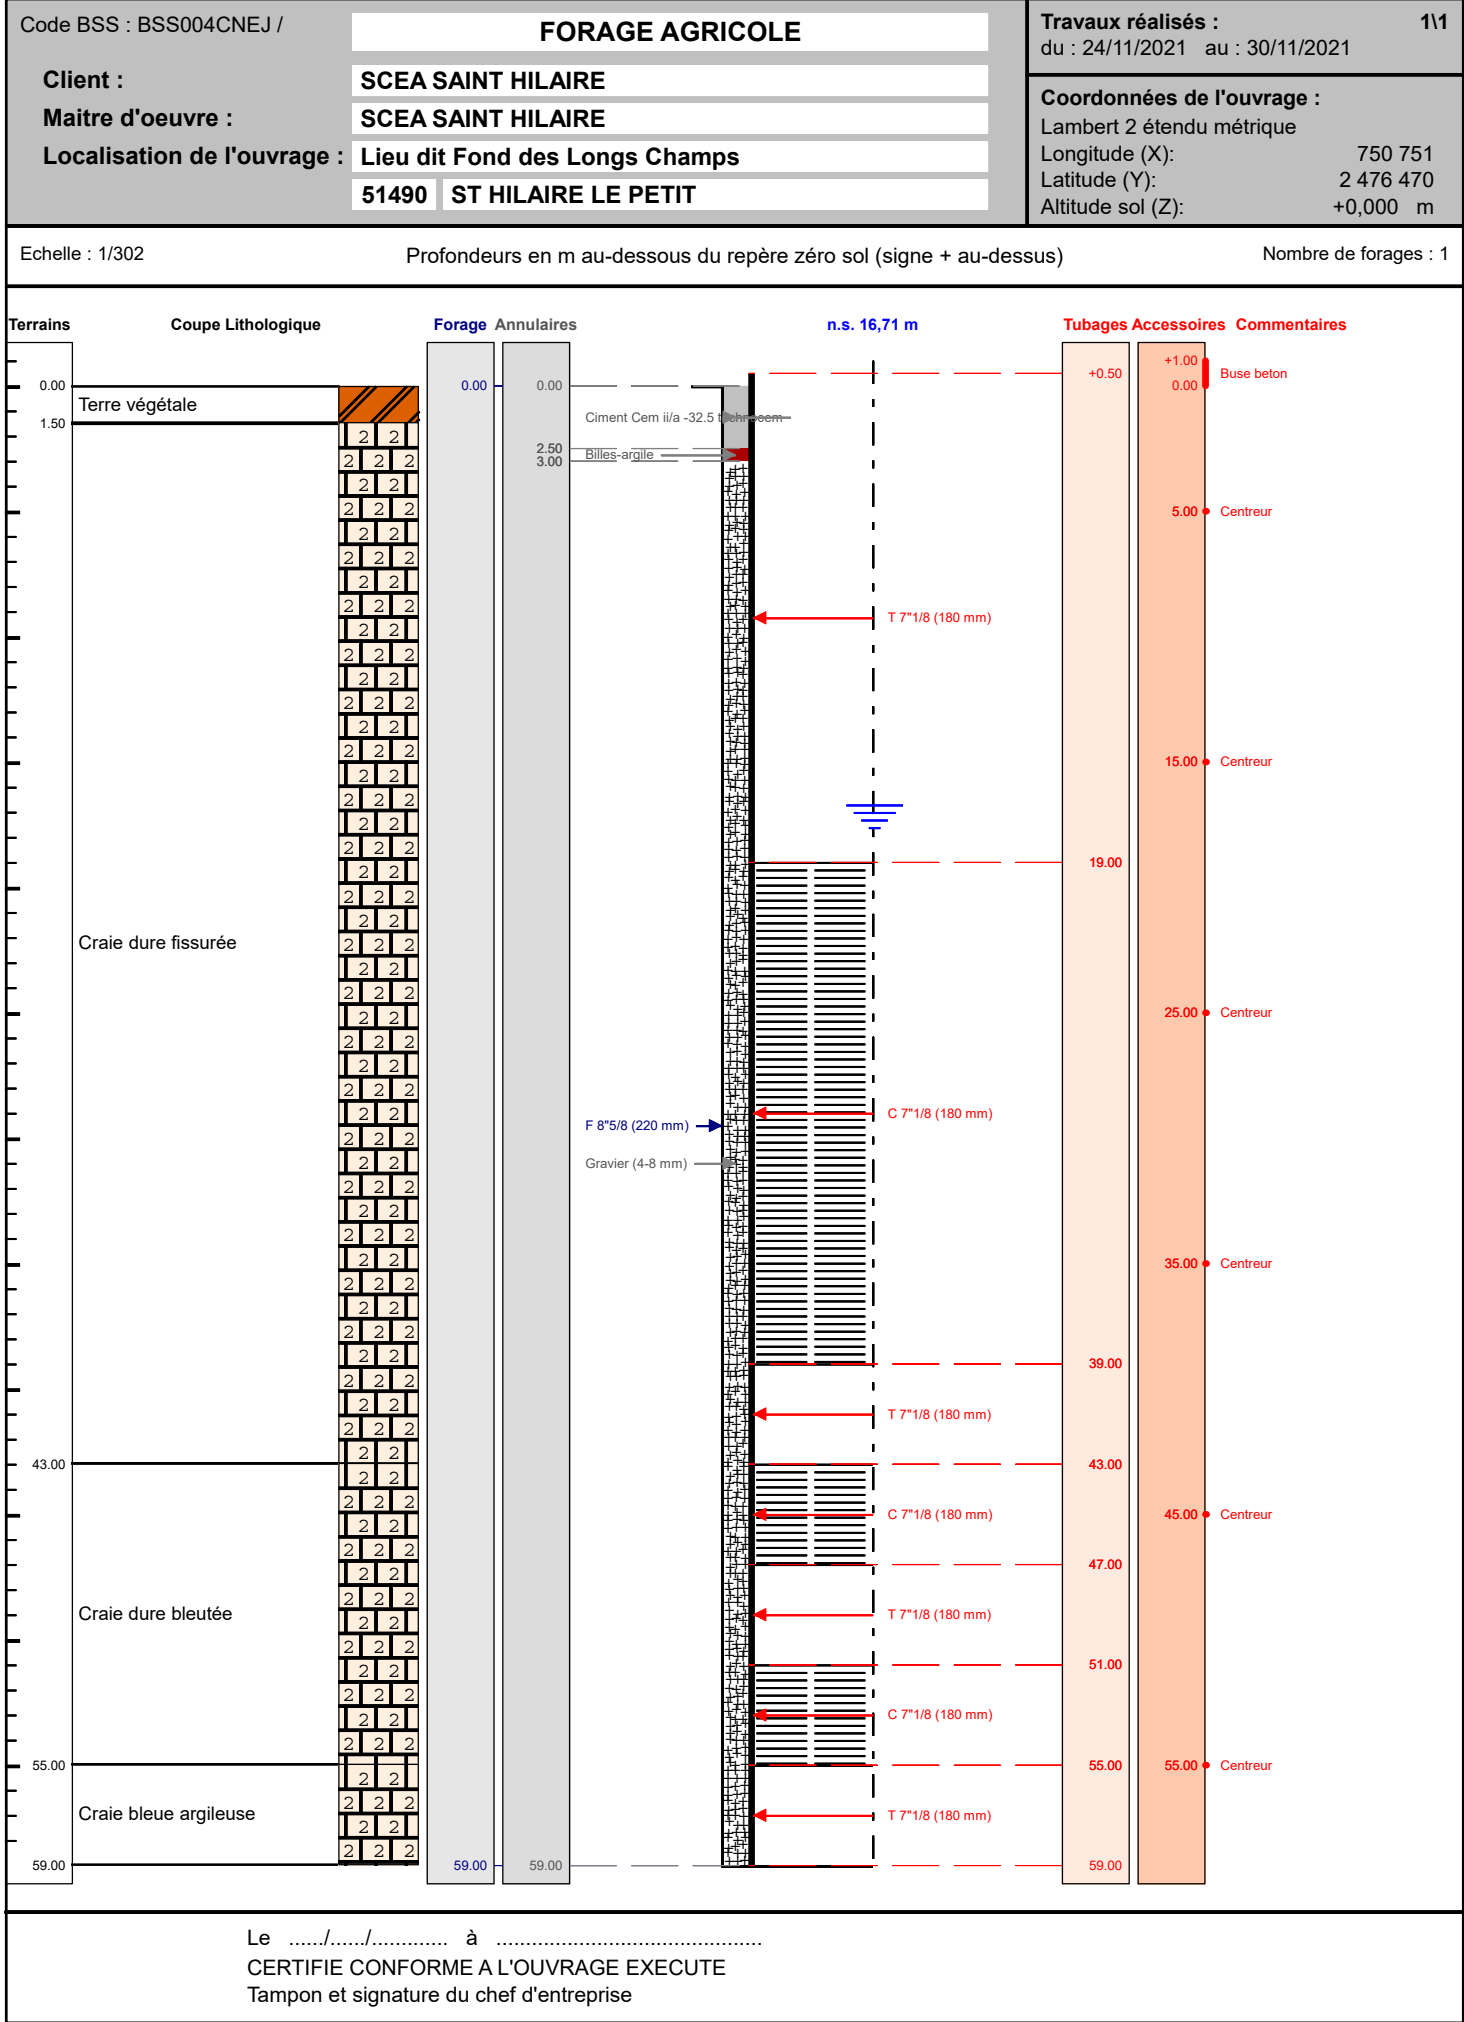 Code BSS : BSS004CNEJ /
FORAGE AGRICOLE
Client :
SCEA SAINT HILAIRE
Maitre d'oeuvre :
SCEA SAINT HILAIRE
Localisation de l'ouvrage :
Lieu dit Fond des Longs Champs
51490 ST HILAIRE LE PETIT
Travaux réalisés : 1\1
du : 24/11/2021 au : 30/11/2021
Coordonnées de l'ouvrage :
Lambert 2 étendu métrique
Longitude (X): 750 751
Latitude (Y): 2 476 470
Altitude sol (Z): +0,000 m
Echelle : 1/302
Profondeurs en m au-dessous du repère zéro sol (signe + au-dessus)
Nombre de forages : 1
Terrains Coupe Lithologique Forage Annulaires n.s. 16,71 m Tubages Accessoires Commentaires
+1.00
+0.50 Buse beton
0.00 0.00 0.00 0.00
Terre végétale
Ciment Cem ii/a -32.5
1.50
2.50
Billes-argile
3.00
5.00 Centreur
T 7"1/8 (180 mm)
15.00 Centreur
19.00
Craie dure fissurée
25.00 Centreur
C 7"1/8 (180 mm)
F 8"5/8 (220 mm)
Gravier (4-8 mm)
35.00 Centreur
39.00
T 7"1/8 (180 mm)
43.00 43.00
C 7"1/8 (180 mm) 45.00 Centreur
47.00
Craie dure bleutée
T 7"1/8 (180 mm)
51.00
C 7"1/8 (180 mm)
55.00 55.00 55.00 Centreur
Craie bleue argileuse
T 7"1/8 (180 mm)
59.00 59.00 59.00 59.00
Le ....../....../............. à .............................................
CERTIFIE CONFORME A L'OUVRAGE EXECUTE
Tampon et signature du chef d'entreprise